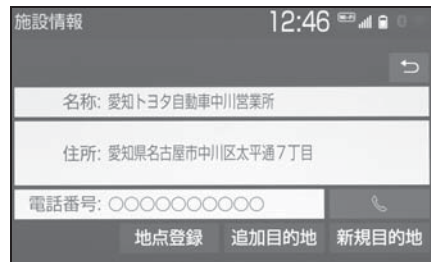 施設情報
12:46
名称: 愛知トヨタ自動車中川営業所
住所: 愛知県名古屋市中川区太平通7丁目
電話番号: ○○○○○○○○○○
地点登録 追加目的地 新規目的地